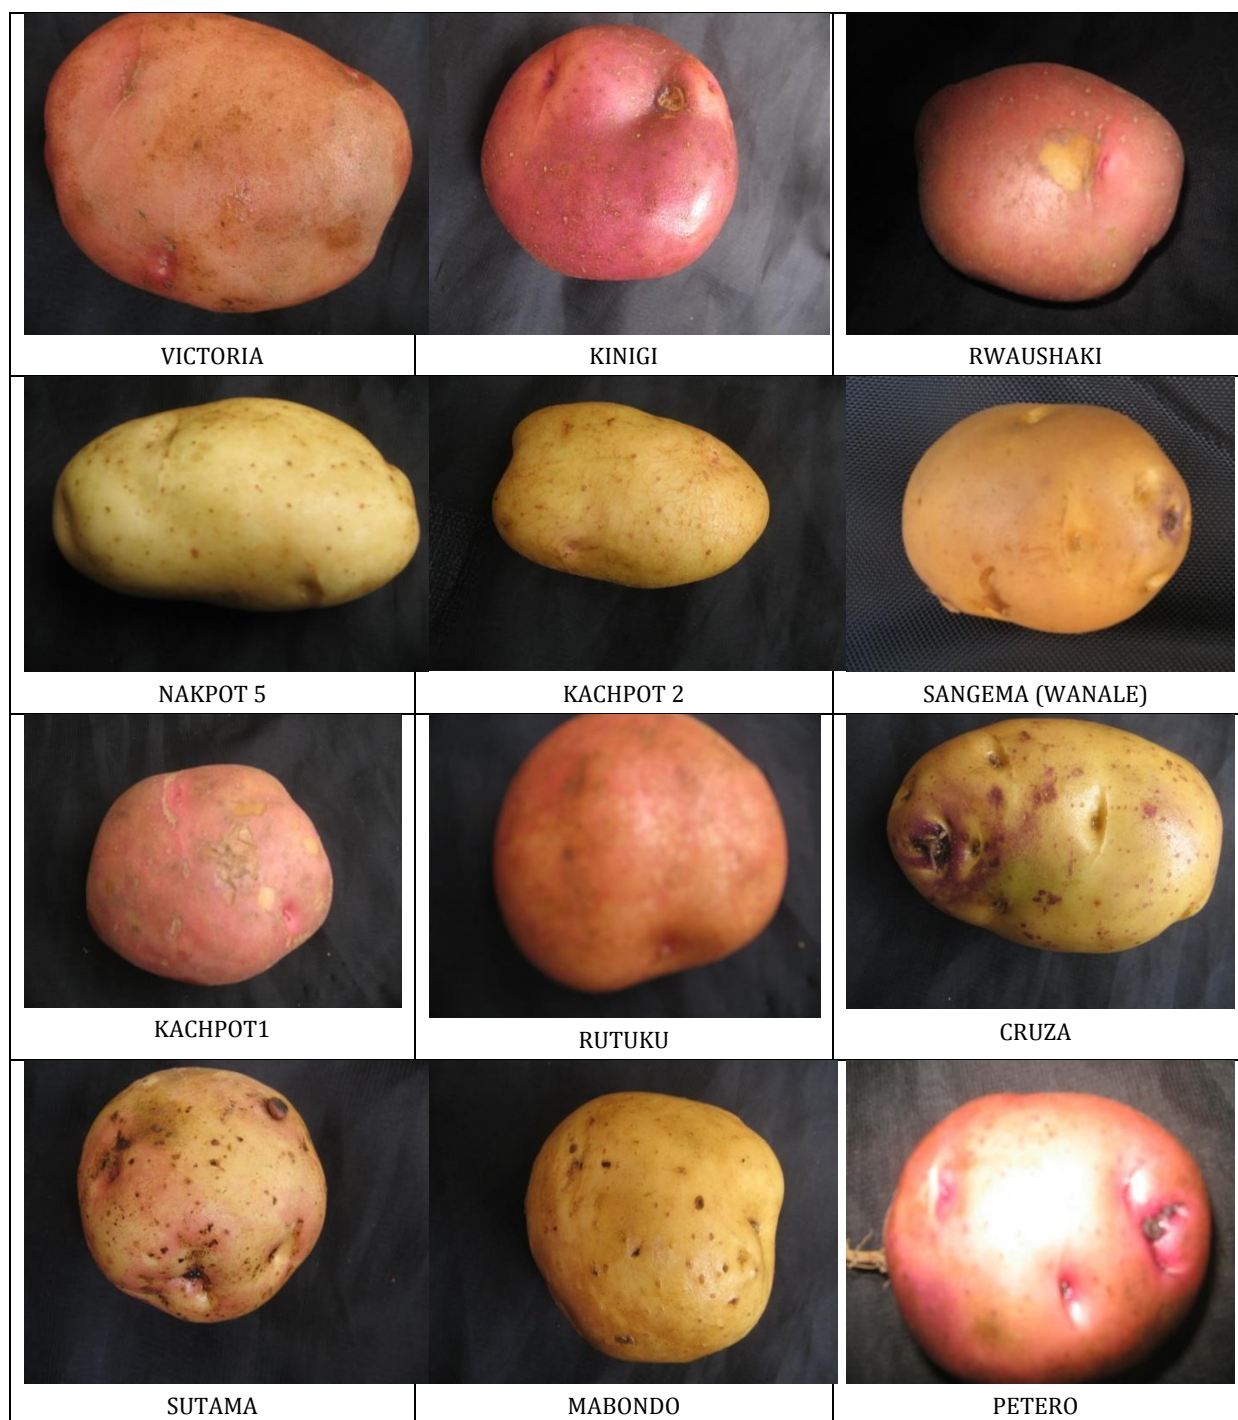 VICTORIA
KINIGI
RWAUSHAKI
NAKPOT 5
KACHPOT 2
SANGEMA (WANALE)
KACHPOT1
RUTUKU
CRUZA
SUTAMA
MABONDO
PETERO